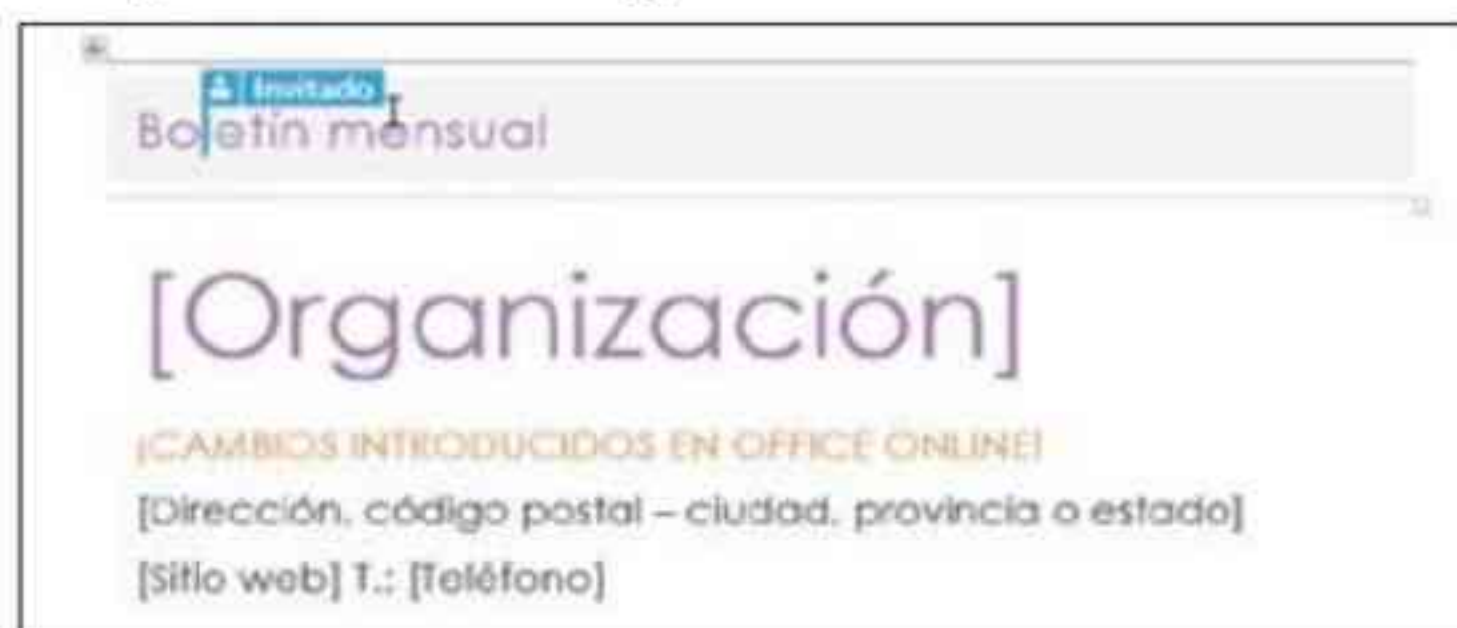 Invitado
Boletín mensual
[Organización]
¡CAMBIOS INTRODUCIDOS EN OFFICE ONLINE!
[Dirección, código postal – ciudad, provincia o estado]
[Sitio web] T.: [Teléfono]